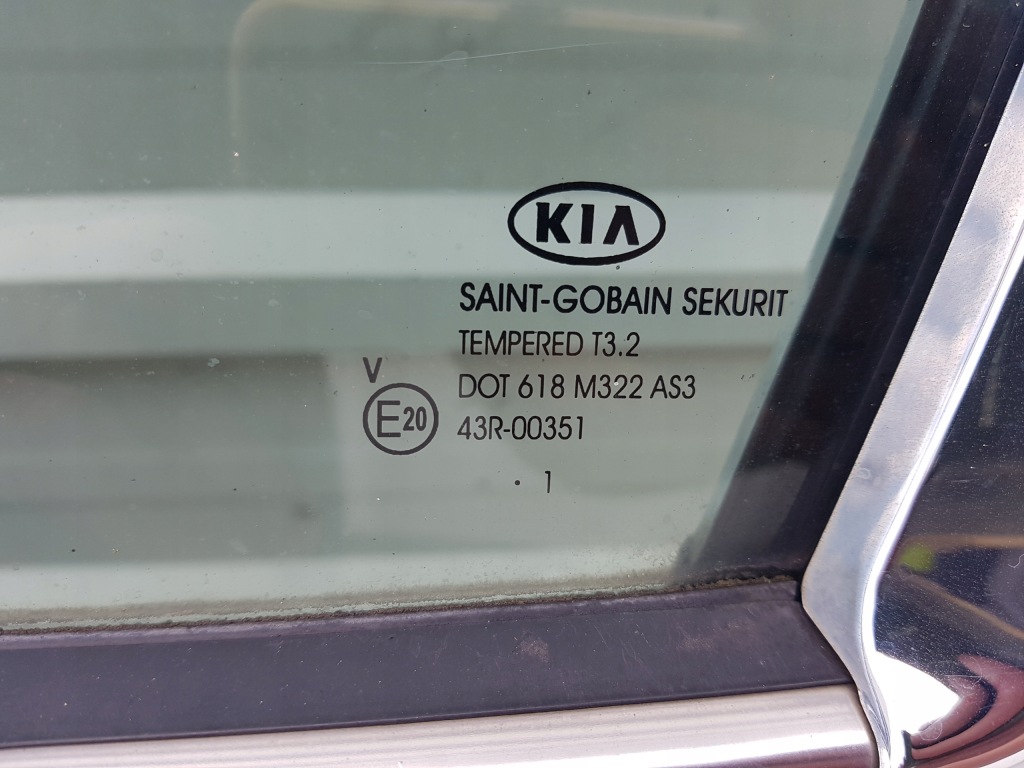 KIA
SAINT-GOBAIN SEKURIT
TEMPERED T3.2
V
DOT 618 M322 AS3
E20
43R-00351
. 1